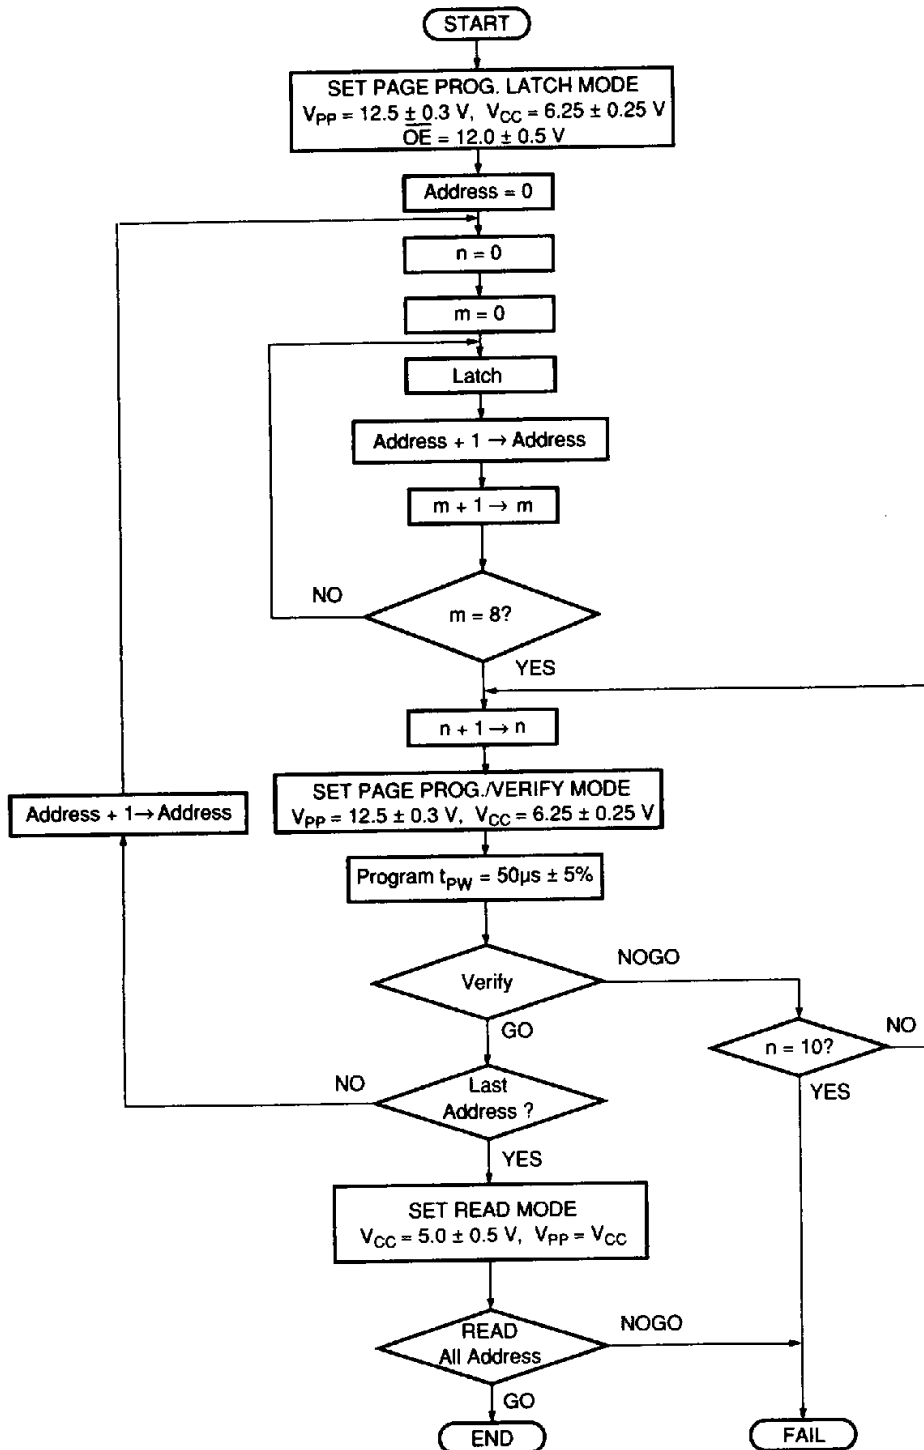 START
SET PAGE PROG. LATCH MODE
VPP = 12.5 ± 0.3 V, VCC = 6.25 ± 0.25 V
O̅E̅ = 12.0 ± 0.5 V
Address = 0
n = 0
m = 0
Latch
Address + 1 → Address
m + 1 → m
NO
m = 8?
YES
n + 1 → n
SET PAGE PROG./VERIFY MODE
VPP = 12.5 ± 0.3 V, VCC = 6.25 ± 0.25 V
Address + 1→ Address
Program tPW = 50µs ± 5%
NOGO
Verify
GO
n = 10?
NO
NO
Last
Address ?
YES
YES
SET READ MODE
VCC = 5.0 ± 0.5 V, VPP = VCC
READ
All Address
NOGO
GO
END
FAIL